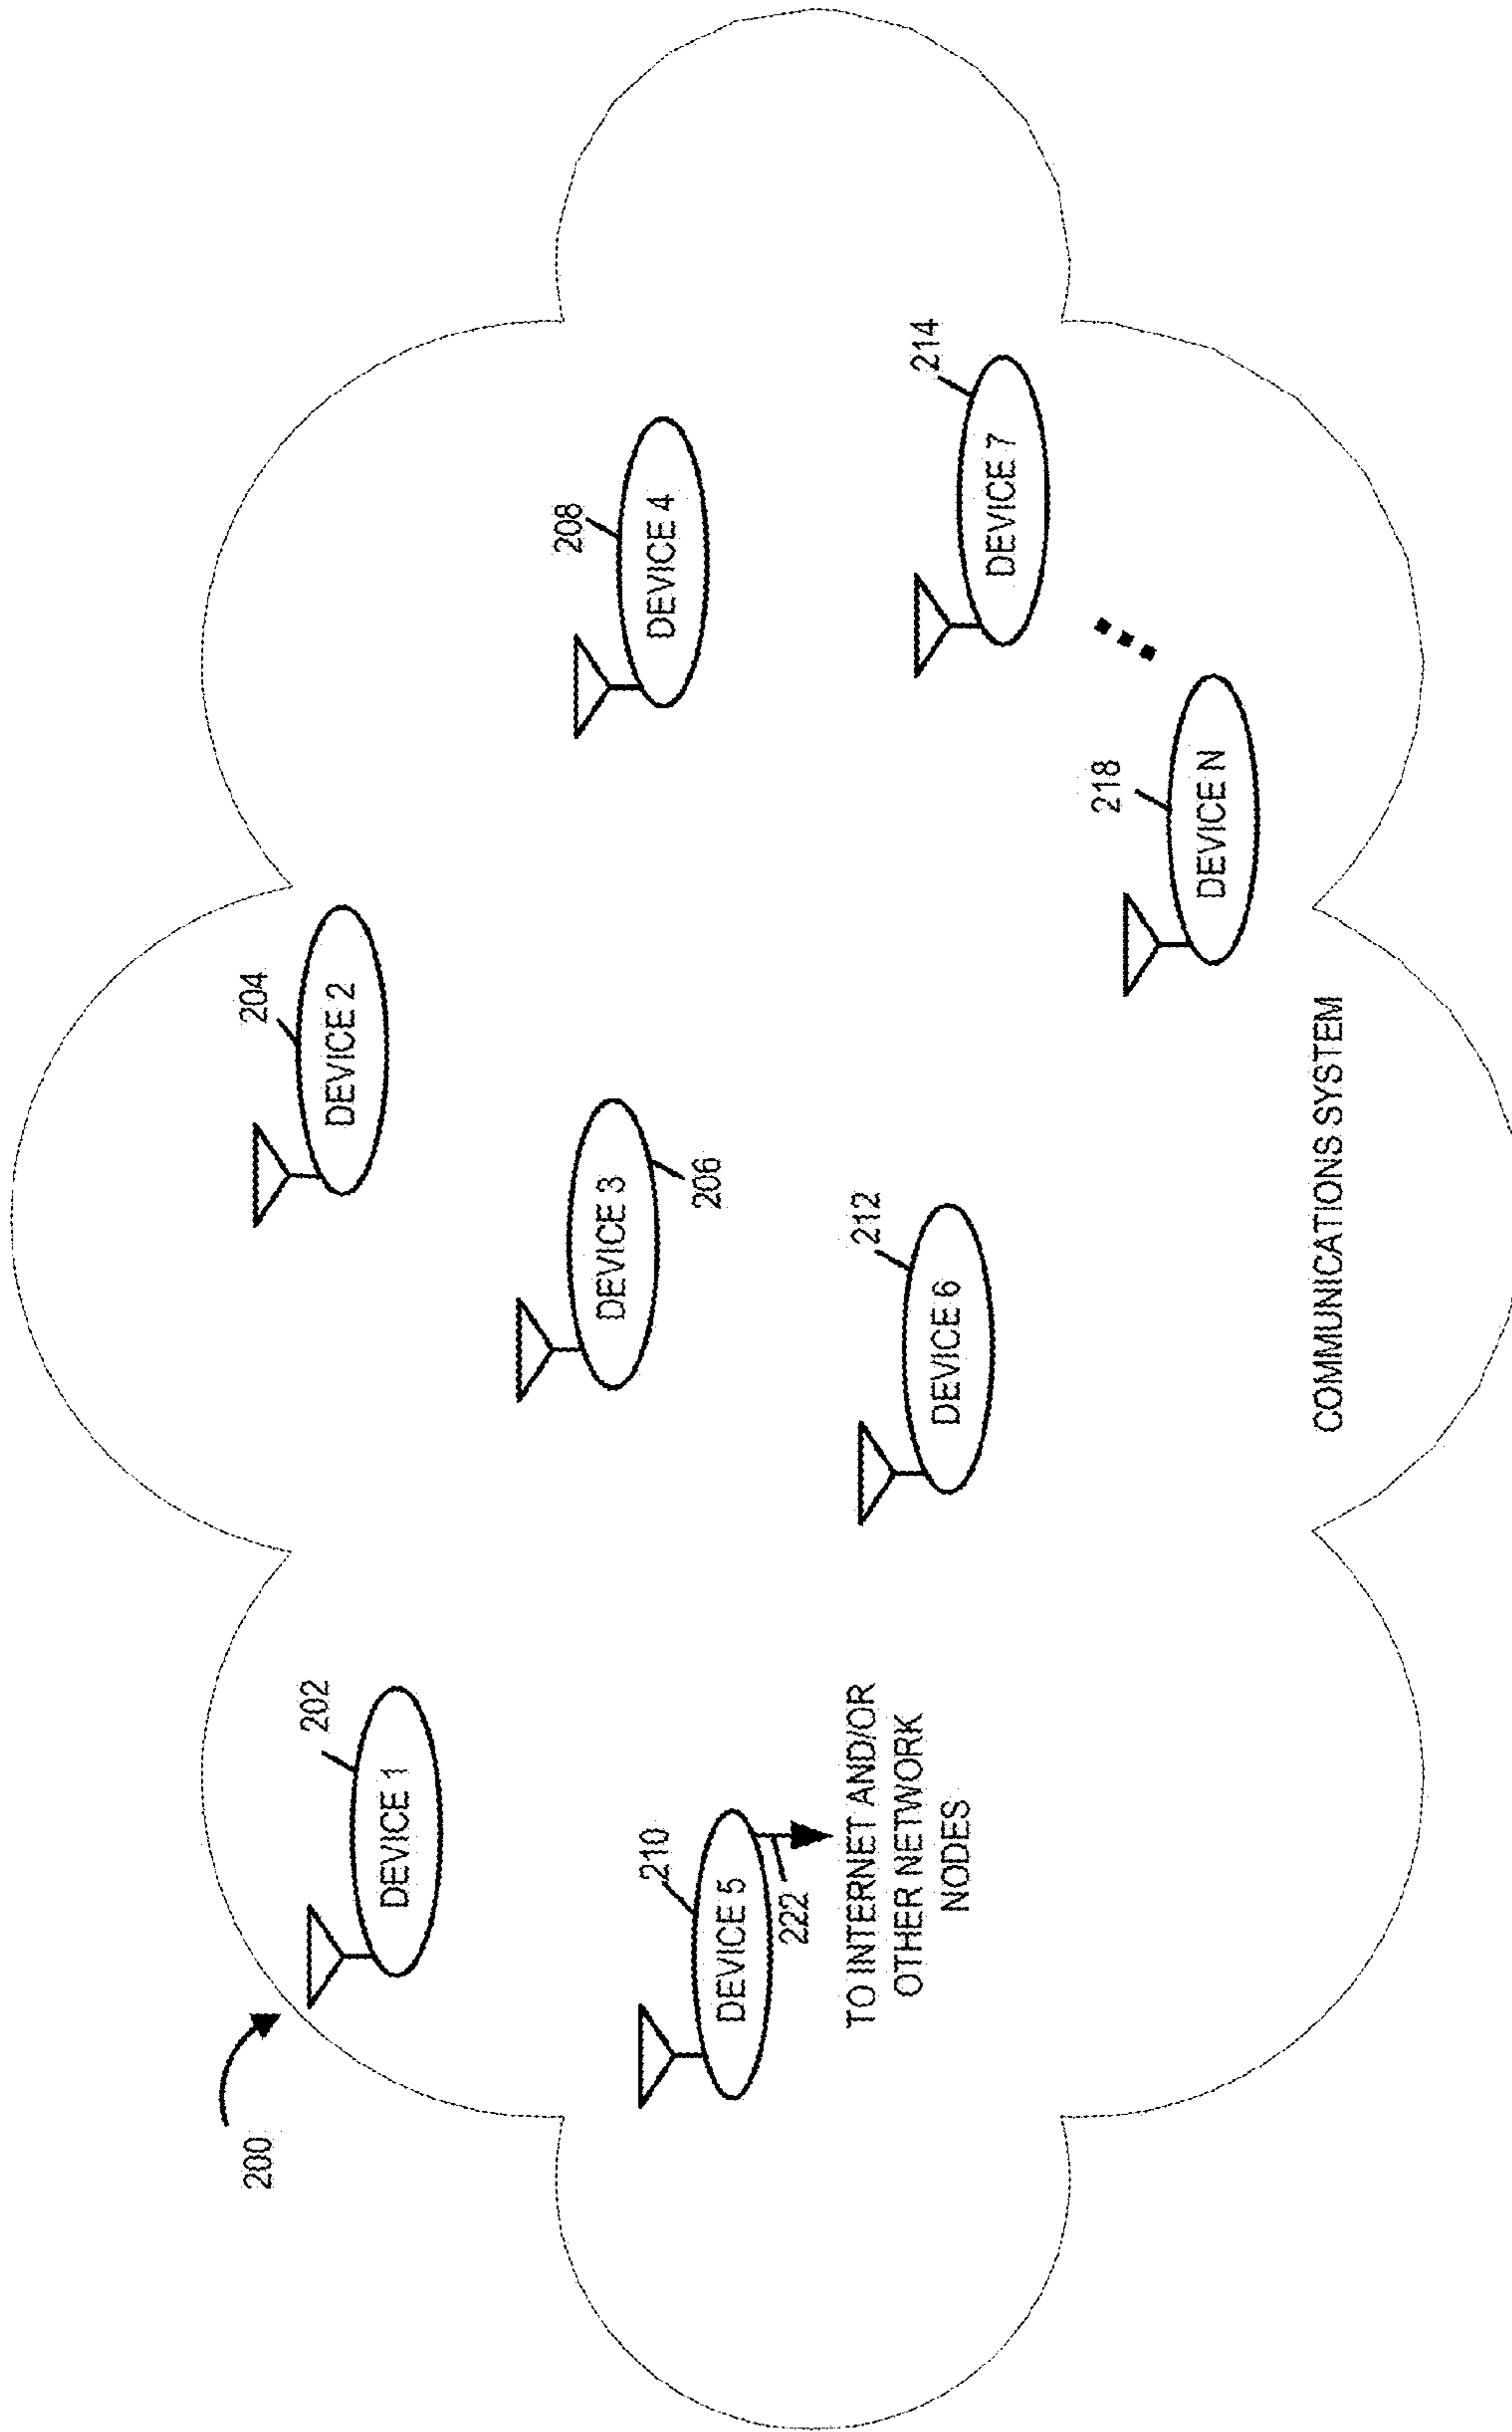 200
202
DEVICE 1
204
DEVICE 2
206
DEVICE 3
208
DEVICE 4
210
DEVICE 5
222
TO INTERNET AND/OR
OTHER NETWORK
NODES
212
DEVICE 6
214
DEVICE 7
218
DEVICE N
COMMUNICATIONS SYSTEM